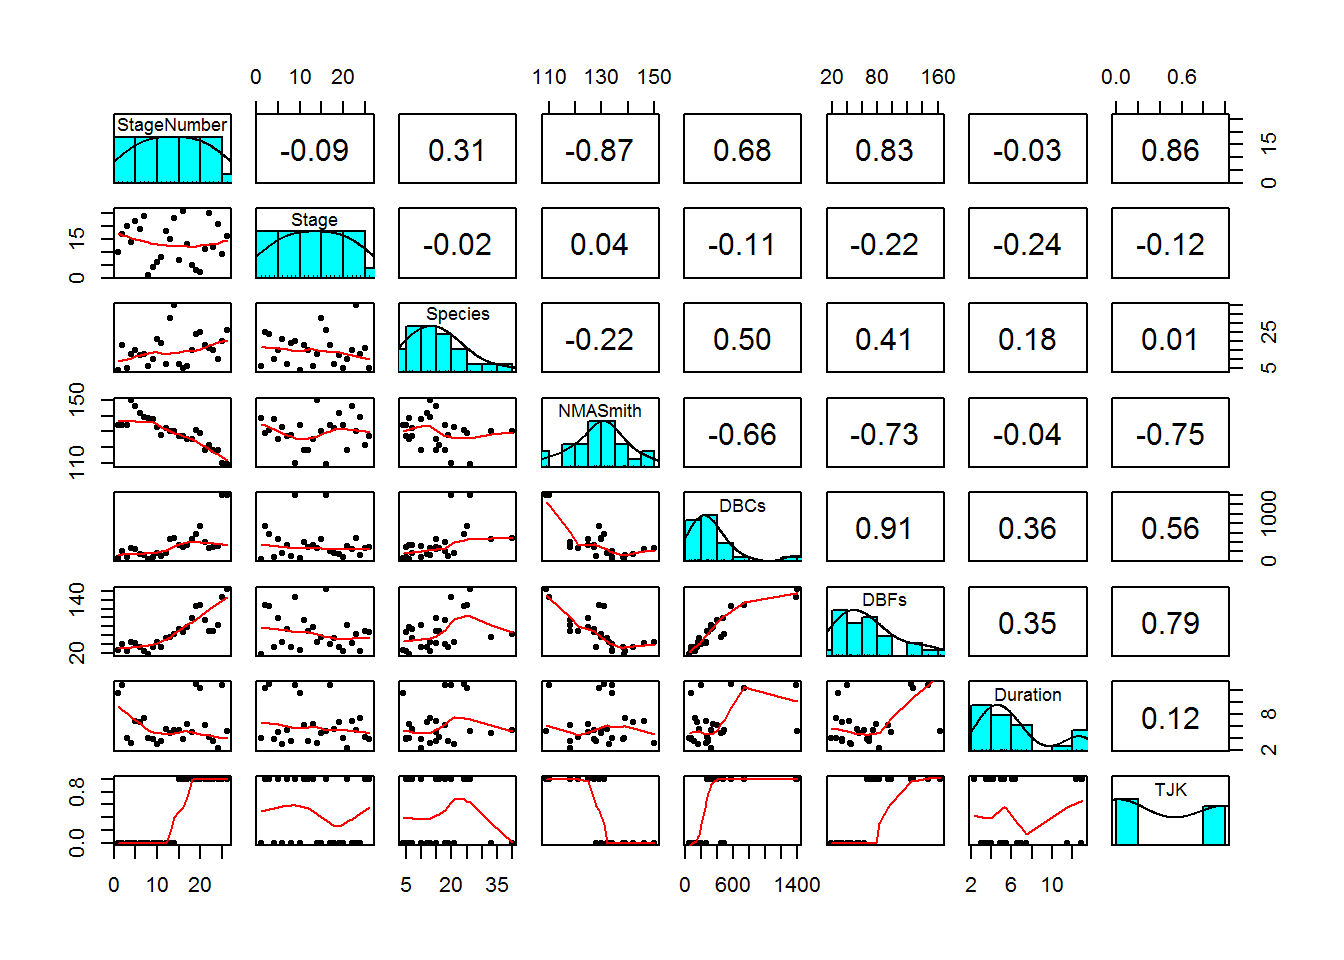 0 10 20 110 130 150 20 80 160 0.0 0.6
StageNumber -0.09 0.31 -0.87 0.68 0.83 -0.03 0.86 0 15
0 15 Stage -0.02 0.04 -0.11 -0.22 -0.24 -0.12
Species -0.22 0.50 0.41 0.18 0.01 5 25
110 150 NMASmith -0.66 -0.73 -0.04 -0.75
DBCs 0.91 0.36 0.56 0 1000
20 140 DBFs 0.35 0.79
Duration 0.12 2 8
0.0 0.8 TJK
0 10 20 5 20 35 0 600 1400 2 6 10